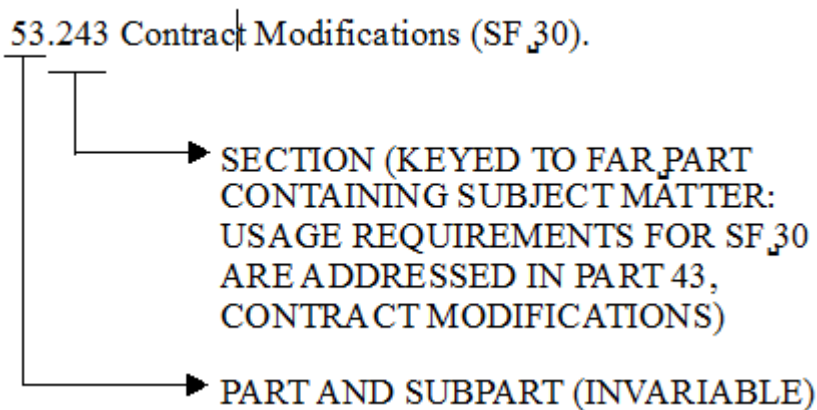 53.243 Contract Modifications (SF 30).
SECTION (KEYED TO FAR PART
CONTAINING SUBJECT MATTER:
USAGE REQUIREMENTS FOR SF 30
ARE ADDRESSED IN PART 43,
CONTRACT MODIFICATIONS)
PART AND SUBPART (INVARIABLE)